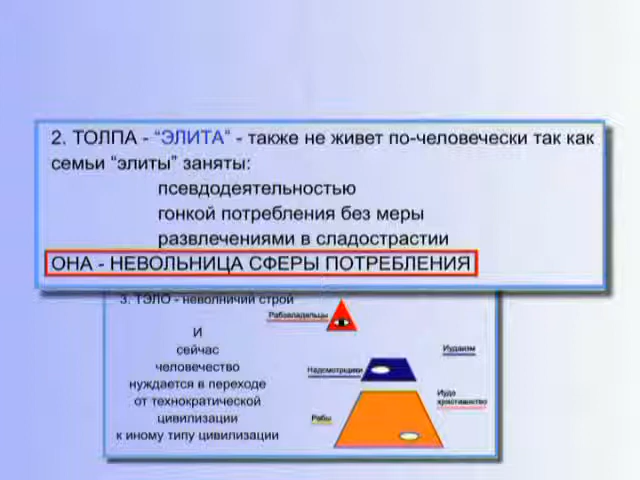 2. ТОЛПА - “ЭЛИТА“ - также не живет по-человечески так как
семьи “элиты” заняты:
псевдодеятельностью
гонкой потребления без меры
развлечениями в сладострастии
ОНА - НЕВОЛЬНИЦА СФЕРЫ ПОТРЕБЛЕНИЯ
3. ТЭЛО - неволничий строй
Рабовладельцы
И
сейчас
человечество
нуждается в переходе
от технократической
цивилизации
к иному типу цивилизации
Иудаизм
Надсмотрщики
Иудо
христианство
Рабы